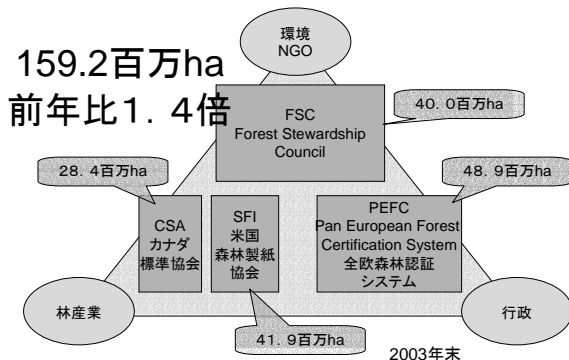 環境
NGO
159.2百万ha
前年比1.4倍
FSC
Forest Stewardship
Council
40.0百万ha
28.4百万ha
48.9百万ha
CSA
カナダ
標準協会
SFI
米国
森林製紙
協会
PEFC
Pan European Forest
Certification System
全欧森林認証
システム
林産業
行政
41.9百万ha
2003年末